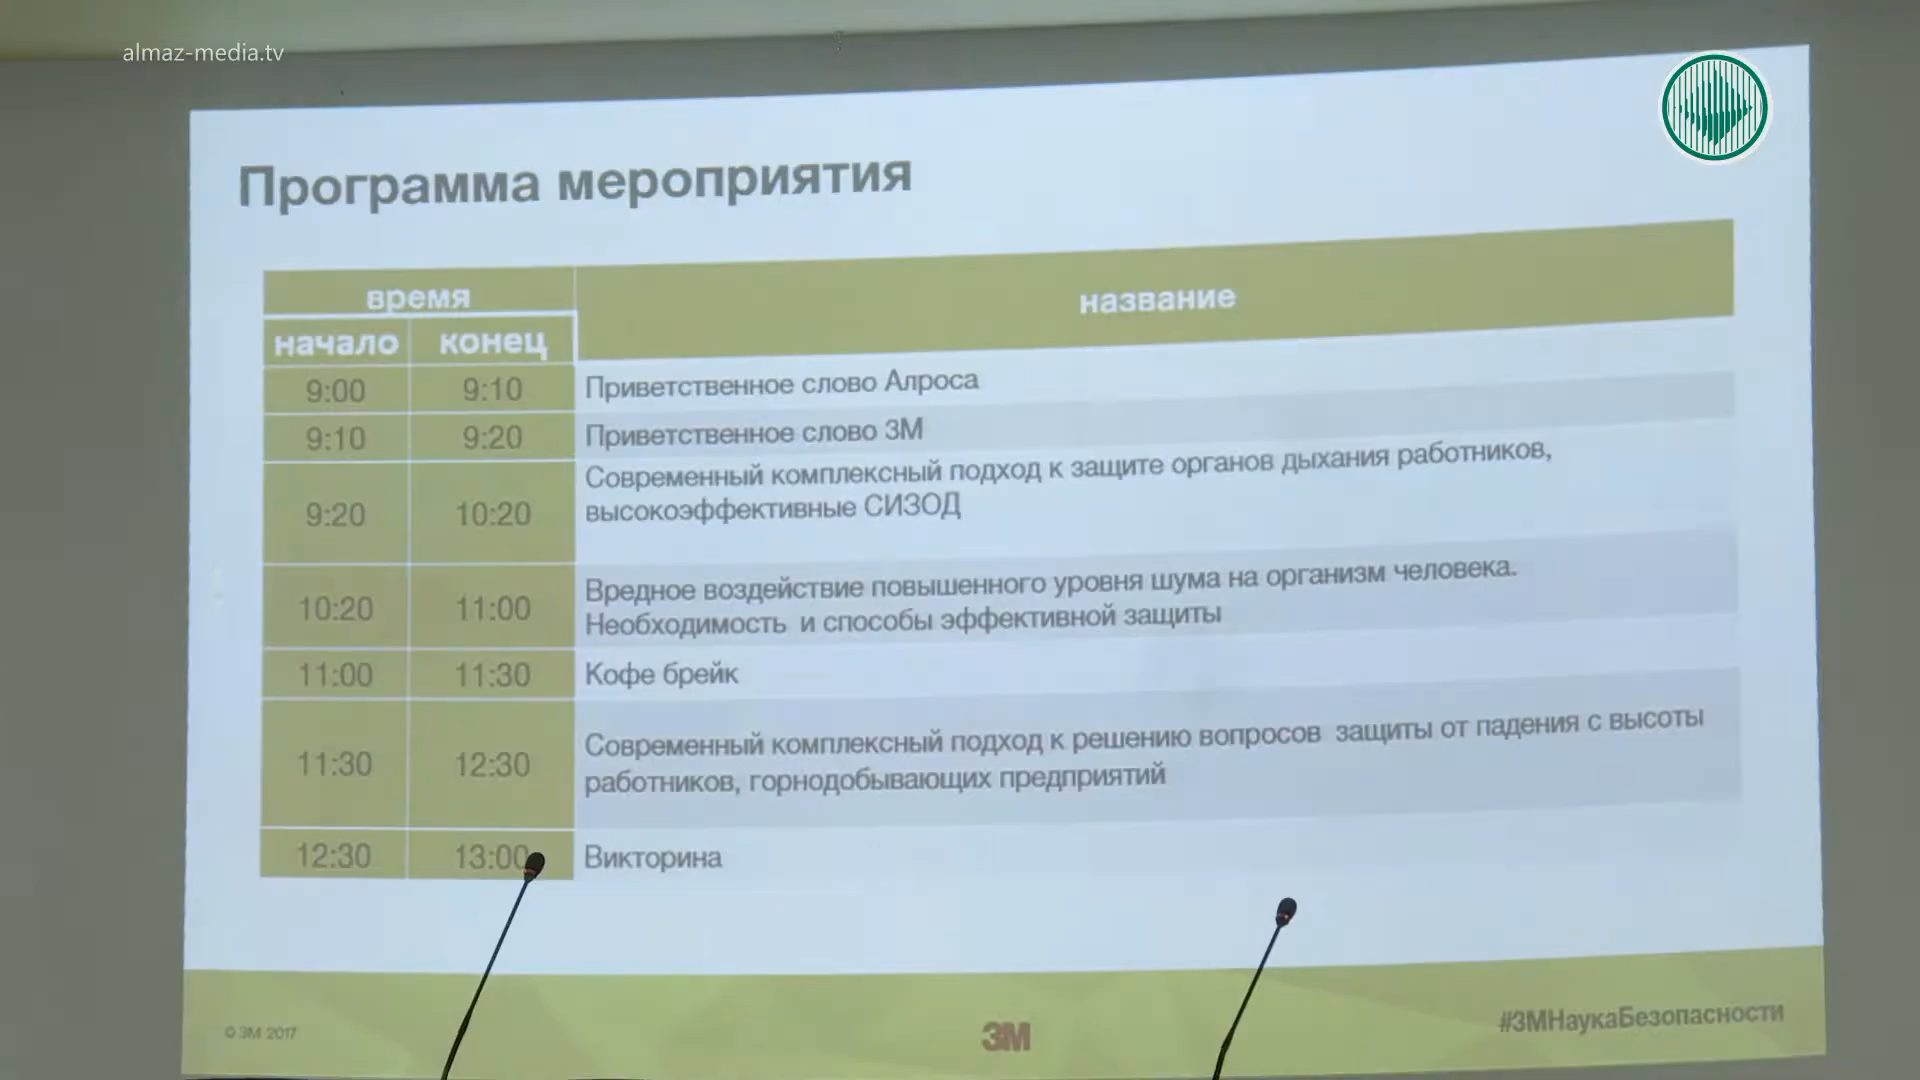 almaz-media.tv
Программа мероприятия
время
название
начало конец
9:00 9:10 Приветственное слово Алроса
9:10 9:20 Приветственное слово 3М
9:20 10:20 Современный комплексный подход к защите органов дыхания работников,
высокоэффективные СИЗОД
10:20 11:00 Вредное воздействие повышенного уровня шума на организм человека.
Необходимость и способы эффективной защиты
11:00 11:30 Кофе брейк
11:30 12:30 Современный комплексный подход к решению вопросов защиты от падения с высоты
работников, горнодобывающих предприятий
12:30 13:00 Викторина
© 3M 2017
3M
#3MНаукаБезопасности